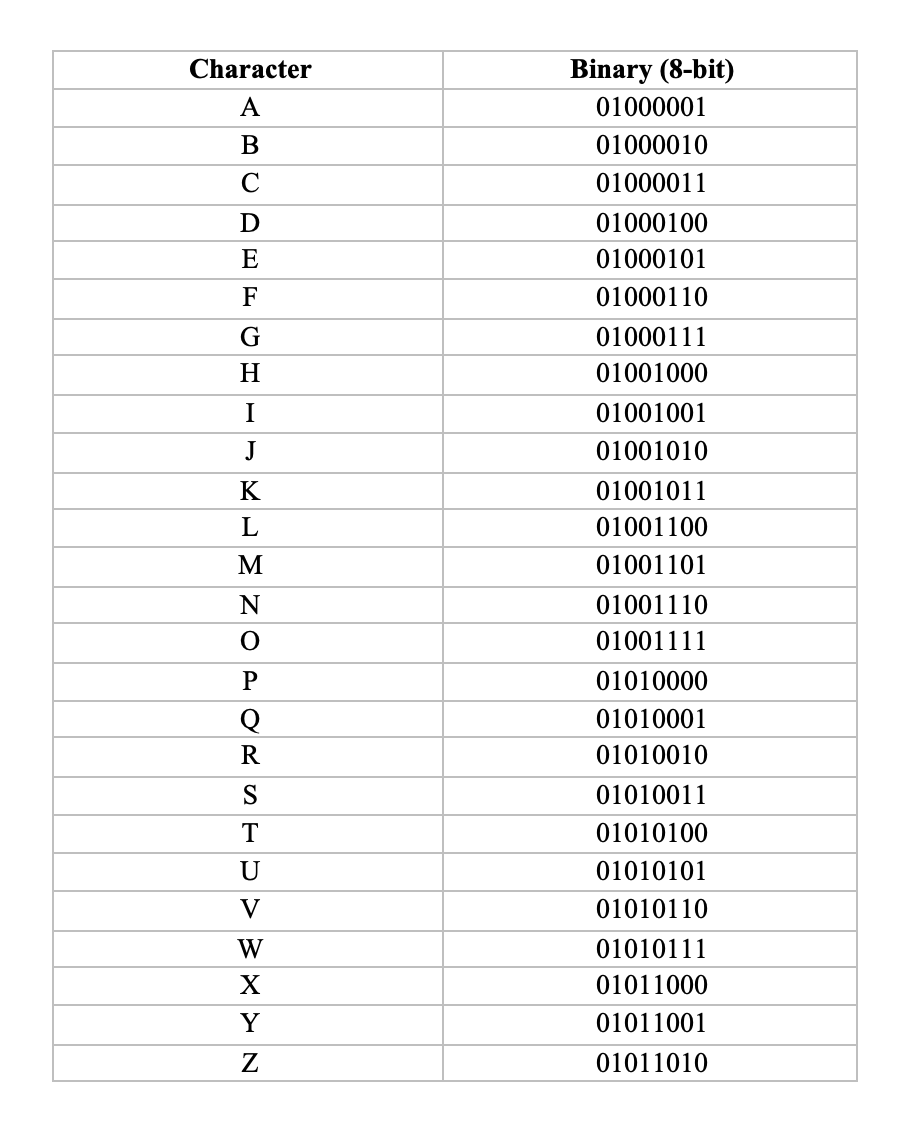 Character Binary (8-bit)
A 01000001
B 01000010
C 01000011
D 01000100
E 01000101
F 01000110
G 01000111
H 01001000
I 01001001
J 01001010
K 01001011
L 01001100
M 01001101
N 01001110
O 01001111
P 01010000
Q 01010001
R 01010010
S 01010011
T 01010100
U 01010101
V 01010110
W 01010111
X 01011000
Y 01011001
Z 01011010